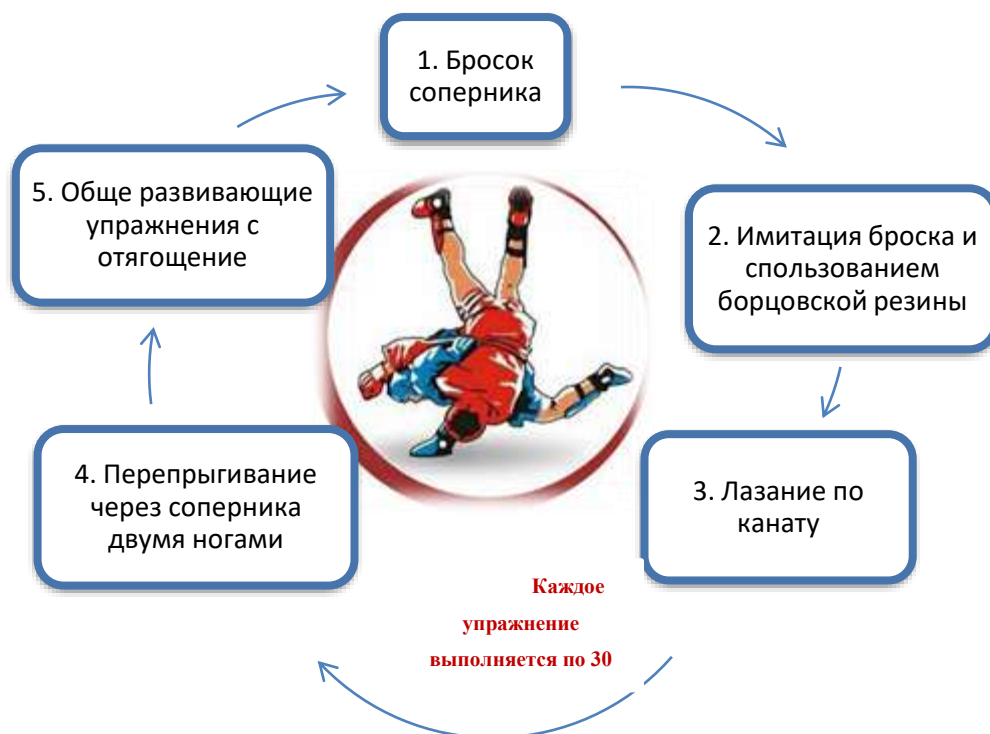 1. Бросок
соперника
2. Имитация броска и
спользованием
борцовской резины
3. Лазание по
канату
4. Перепрыгивание
через соперника
двумя ногами
5. Обще развивающие
упражнения с
отягощение
Каждое
упражнение
выполняется по 30